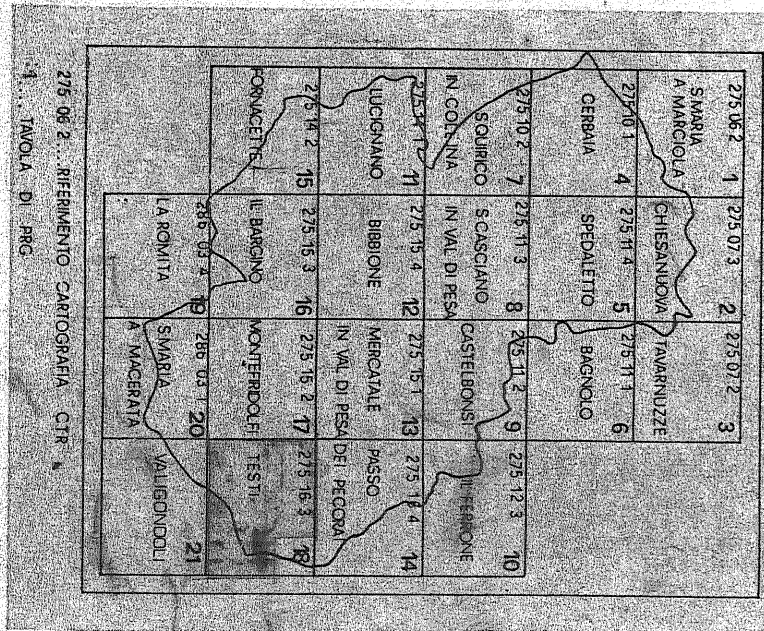 275 06 2
1
S.MARIA
A MARCIOLA
275 07 3
2
CHIESANUOVA
275 07 2
3
TAVARNUZZE
275 10 1
4
CERBAIA
275 11 4
5
SPEDALETTO
275 11 1
6
BAGNOLO
275 10 2
7
S.QUIRICO
IN COLLINA
275 11 3
8
S.CASCIANO
IN VAL DI PESA
275 11 2
9
CASTELBONSI
275 12 3
10
IL FERRONE
275 14 1
11
LUCIGNANO
275 15 4
12
BIBBIONE
275 15 1
13
MERCATALE
IN VAL DI PESA
275 16 4
14
PASSO
DEI PECORAI
275 14 2
15
FORNACETTE
275 15 3
16
IL BARGINO
275 15 2
17
MONTEFIRIDOLFI
275 16 3
18
TESTI
286 03 4
19
LA ROMITA
286 03 1
20
S.MARIA
A MACERATA
21
VALIGONDOLI
275 06 2.... RIFERIMENTO CARTOGRAFIA CTR
1.... TAVOLA DI PRG